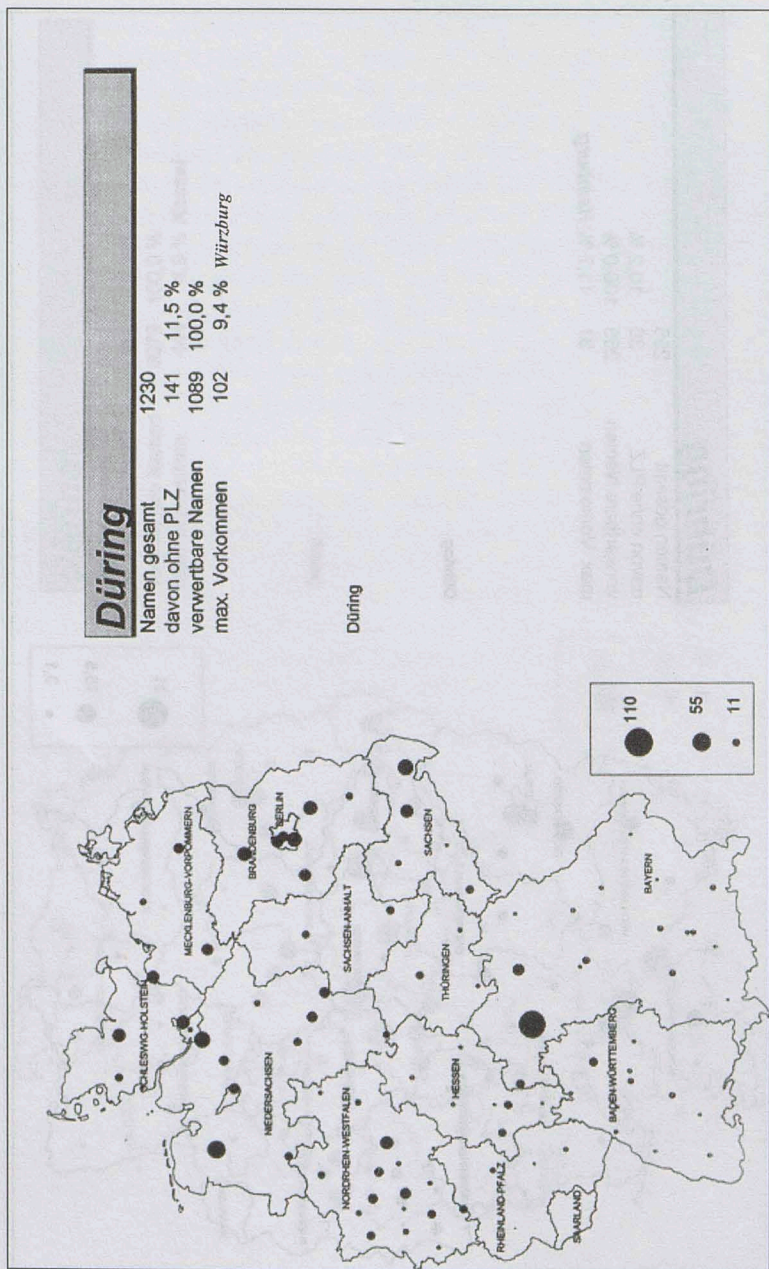 Düring
Namen gesamt 1230
davon ohne PLZ 141 11,5 %
verwertbare Namen 1089 100,0 %
max. Vorkommen 102 9,4 % Würzburg
Düring
SCHLESWIG-HOLSTEIN
MECKLENBURG-VORPOMMERN
NIEDERSACHSEN
BRANDENBURG
BERLIN
SACHSEN-ANHALT
NORDRHEIN-WESTFALEN
SACHSEN
THÜRINGEN
HESSEN
RHEINLAND-PFALZ
SAARLAND
BAYERN
BADEN-WÜRTTEMBERG
110
55
11